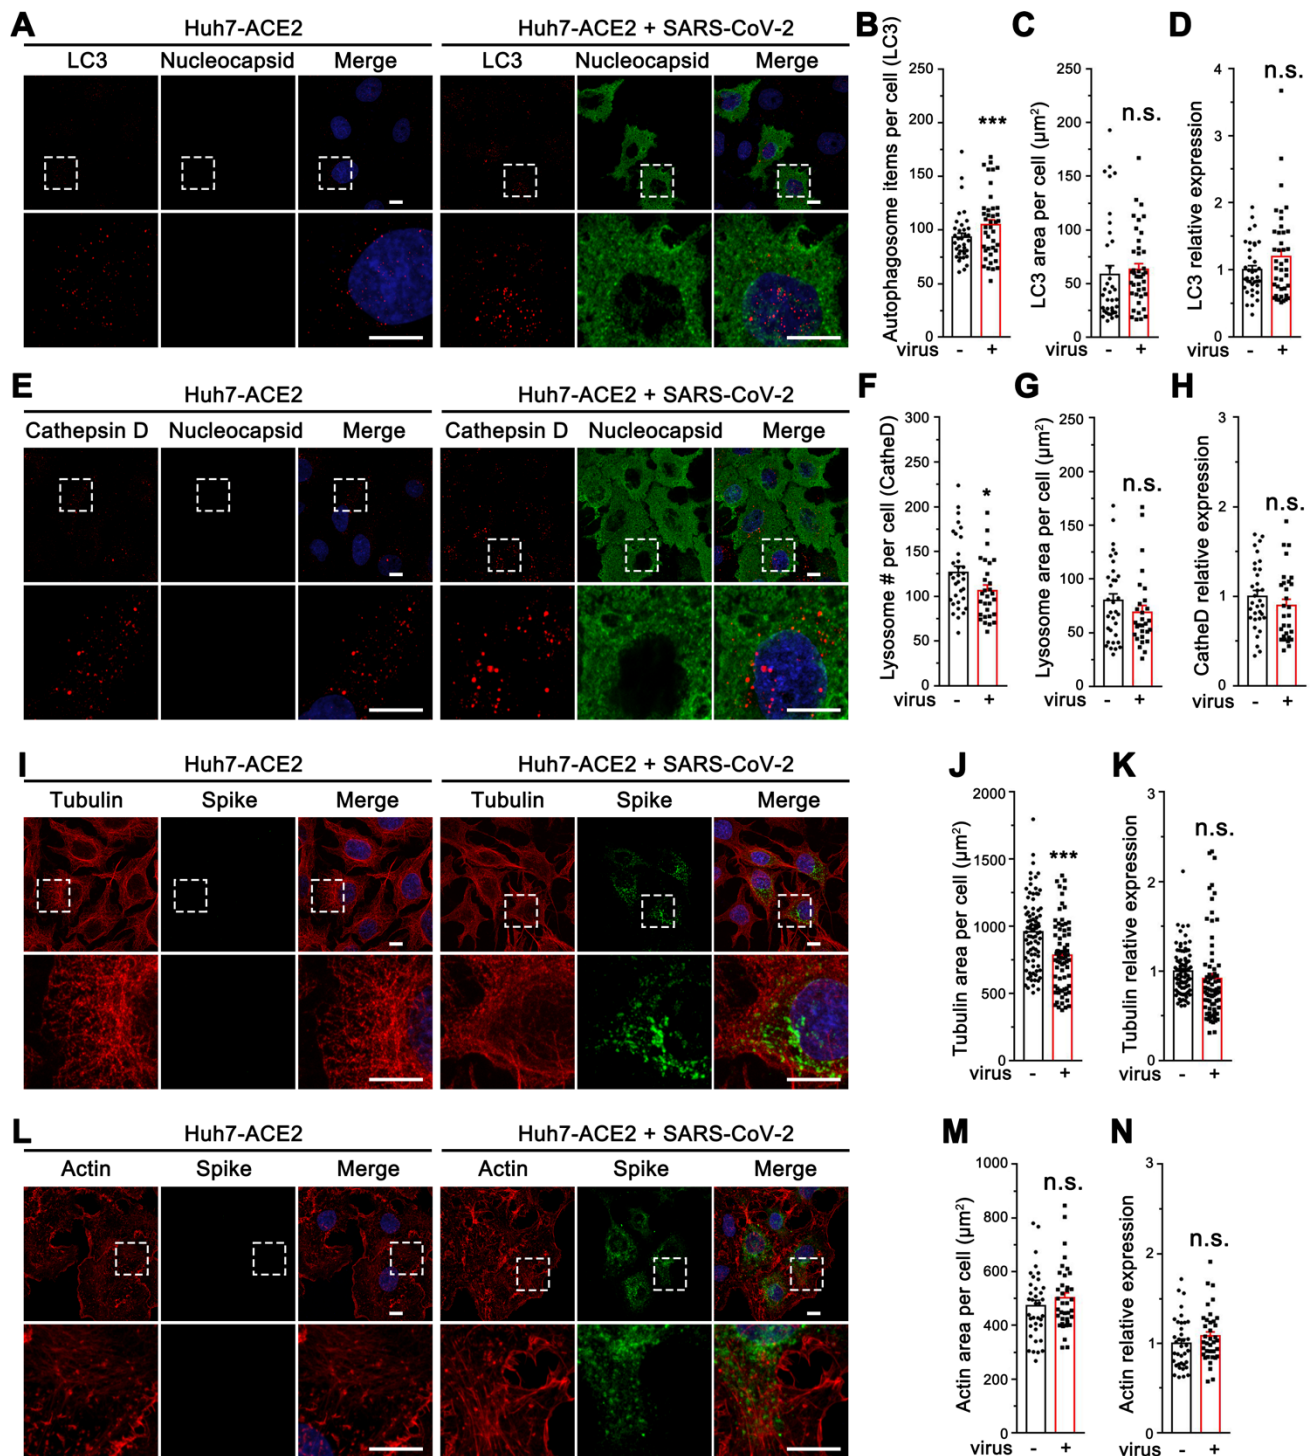 A
Huh7-ACE2
Huh7-ACE2 + SARS-CoV-2
LC3
Nucleocapsid
Merge
LC3
Nucleocapsid
Merge
B
Autophagosome items per cell (LC3)
250
200
150
100
50
0
***
virus - +
C
LC3 area per cell (µm²)
250
200
150
100
50
0
n.s.
- +
D
LC3 relative expression
4
3
2
1
0
n.s.
- +
E
Huh7-ACE2
Huh7-ACE2 + SARS-CoV-2
Cathepsin D
Nucleocapsid
Merge
Cathepsin D
Nucleocapsid
Merge
F
Lysosome # per cell (CatheD)
300
250
200
150
100
50
0
*
virus - +
G
Lysosome area per cell (µm²)
250
200
150
100
50
0
n.s.
- +
H
CatheD relative expression
3
2
1
0
n.s.
- +
I
Huh7-ACE2
Huh7-ACE2 + SARS-CoV-2
Tubulin
Spike
Merge
Tubulin
Spike
Merge
J
Tubulin area per cell (µm²)
2000
1500
1000
500
0
***
virus - +
K
Tubulin relative expression
3
2
1
0
n.s.
- +
L
Huh7-ACE2
Huh7-ACE2 + SARS-CoV-2
Actin
Spike
Merge
Actin
Spike
Merge
M
Actin area per cell (µm²)
1000
800
600
400
200
0
n.s.
virus - +
N
Actin relative expression
3
2
1
0
n.s.
- +